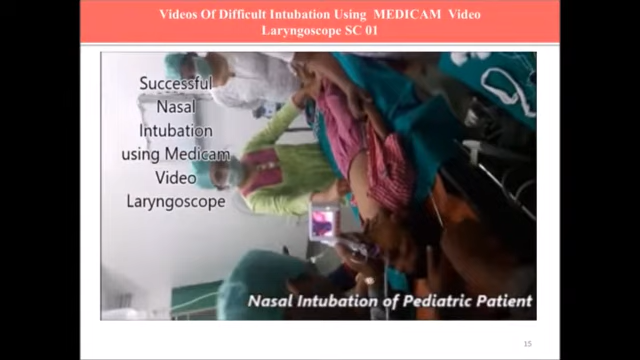 Videos Of Difficult Intubation Using MEDICAM Video
Laryngoscope SC 01
Successful
Nasal
Intubation
using Medicam
Video
Laryngoscope
Nasal Intubation of Pediatric Patient
15